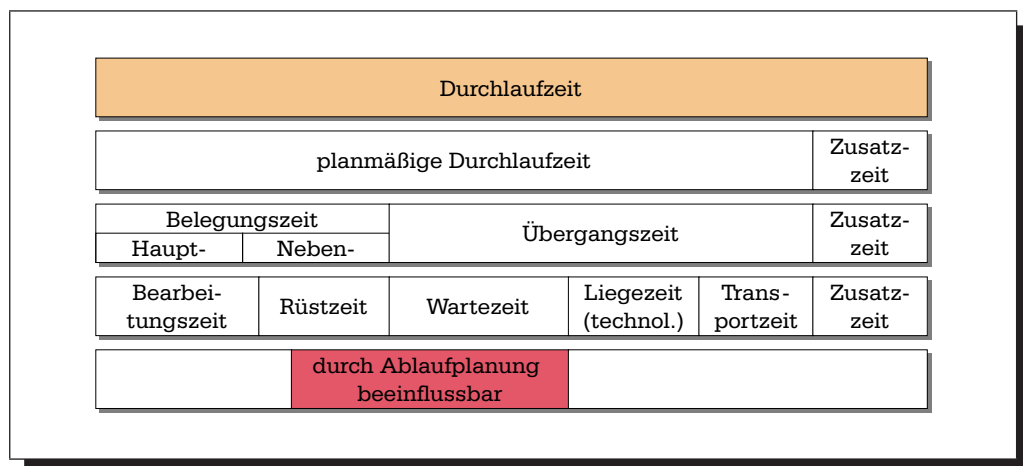 Durchlaufzeit
planmäßige Durchlaufzeit
Zusatz-
zeit
Belegungszeit
Haupt-
Neben-
Übergangszeit
Zusatz-
zeit
Bearbei-
tungszeit
Rüstzeit
Wartezeit
Liegezeit
(technol.)
Trans-
portzeit
Zusatz-
zeit
durch Ablaufplanung
beeinflussbar